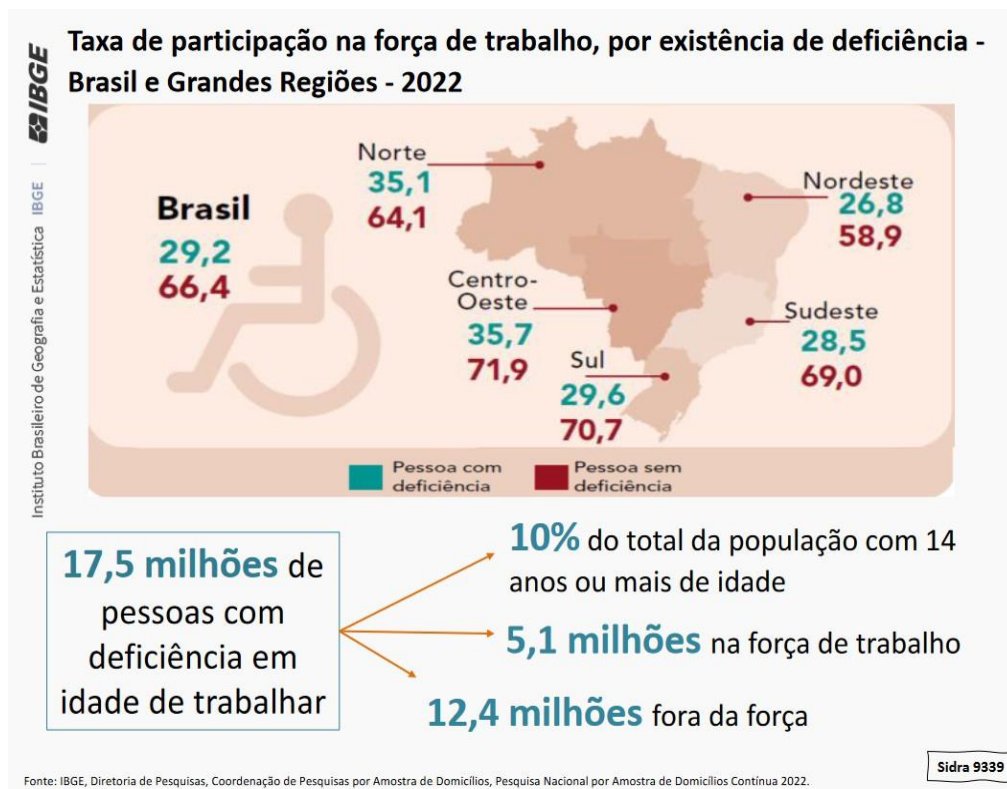 Taxa de participação na força de trabalho, por existência de deficiência -
Brasil e Grandes Regiões - 2022
IBGE
Instituto Brasileiro de Geografia e Estatística IBGE
Brasil
29,2
66,4
Norte
35,1
64,1
Nordeste
26,8
58,9
Centro-
Oeste
35,7
71,9
Sudeste
28,5
69,0
Sul
29,6
70,7
Pessoa com
deficiência
Pessoa sem
deficiência
17,5 milhões de
pessoas com
deficiência em
idade de trabalhar
10% do total da população com 14
anos ou mais de idade
5,1 milhões na força de trabalho
12,4 milhões fora da força
Sidra 9339
Fonte: IBGE, Diretoria de Pesquisas, Coordenação de Pesquisas por Amostra de Domicílios, Pesquisa Nacional por Amostra de Domicílios Contínua 2022.